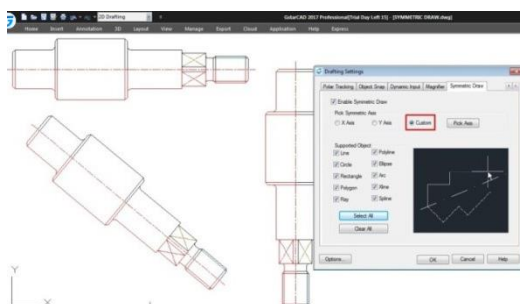 2D Drafting
GstarCAD 2017 Professional[Trial Day Left 15] - [SYMMETRIC DRAW.dwg]
Home Insert Annotation 3D Layout View Manage Export Cloud Application Help Express
Drafting Settings
Polar Tracking Object Snap Dynamic Input Magnifier Symmetric Draw
Enable Symmetric Draw
Pick Symmetric Axis
X Axis Y Axis Custom Pick Axis
Supported Object
Line Polyline
Circle Ellipse
Rectangle Arc
Polygon Xline
Ray Spline
Select All
Clear All
Options... OK Cancel Help
Y
X